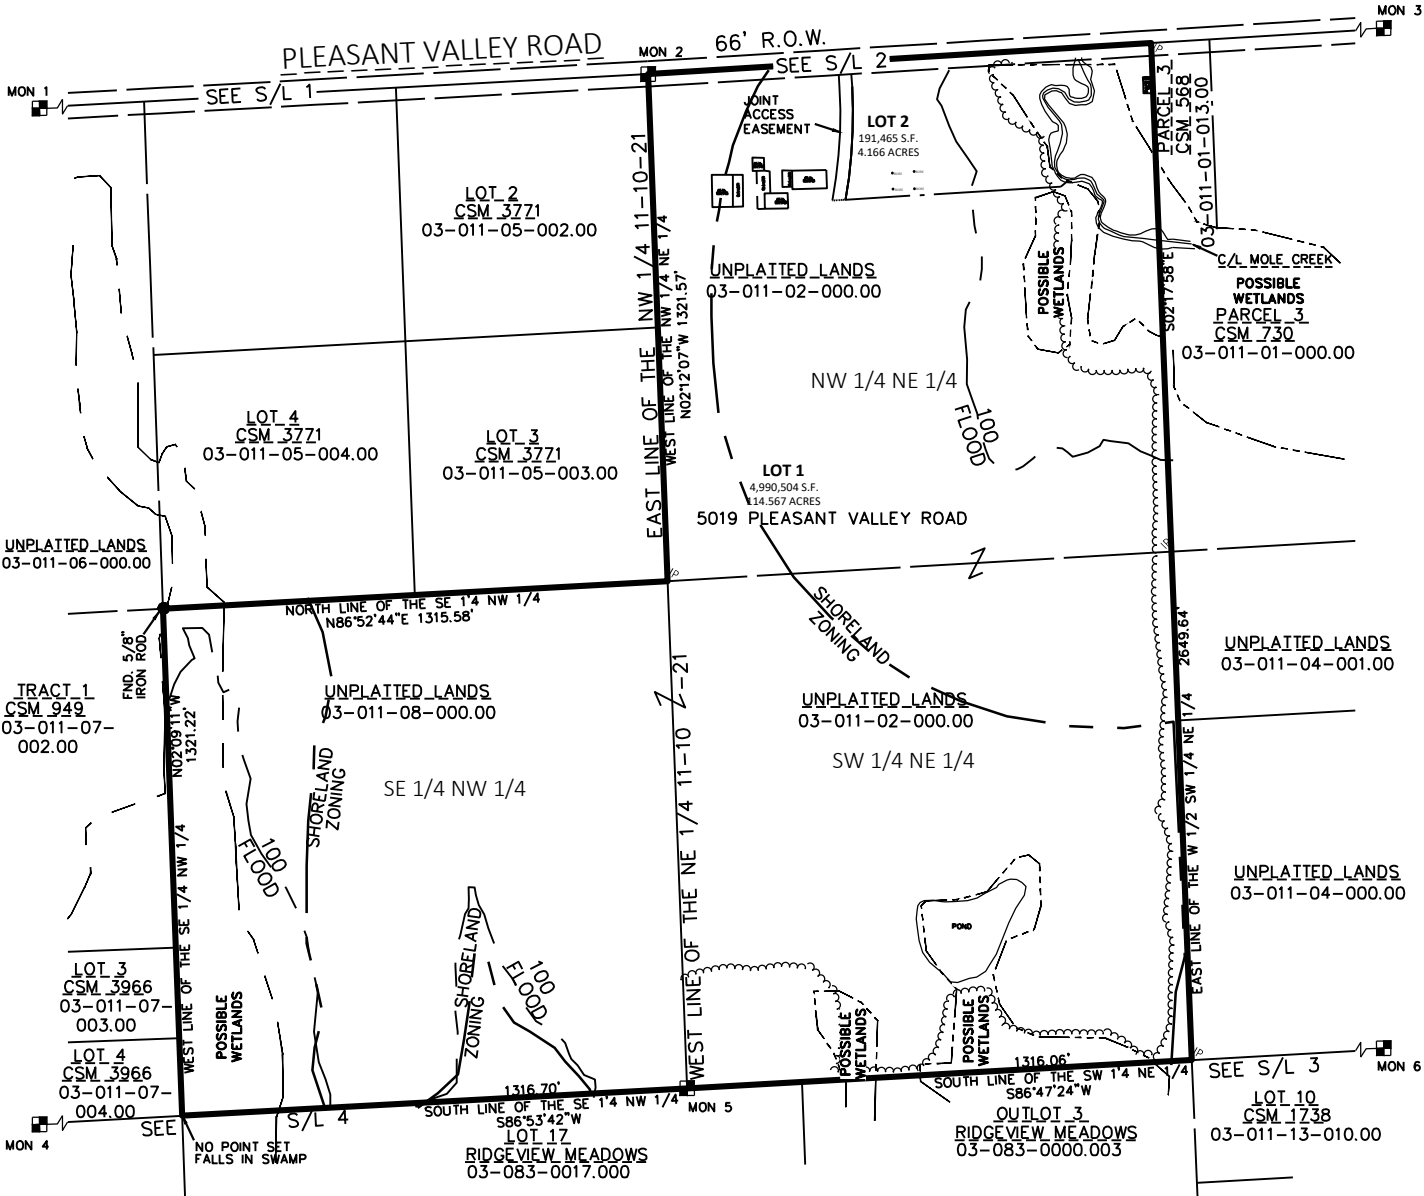 MON 3
PLEASANT VALLEY ROAD
MON 2
66' R.O.W.
SEE S/L 2
MON 1
SEE S/L 1
JOINT
ACCESS
EASEMENT
LOT 2
191,465 S.F.
4.166 ACRES
PARCEL 3
CSM 568
03-011-01-013.00
LOT 2
CSM 3771
03-011-05-002.00
EAST LINE OF THE NW 1/4 11-10-21
WEST LINE OF THE NW 1/4 NE 1/4
N02°12'07"W 1321.57'
UNPLATTED LANDS
03-011-02-000.00
POSSIBLE
WETLANDS
S02°17'58"E
C/L MOLE CREEK
POSSIBLE
WETLANDS
PARCEL 3
CSM 730
03-011-01-000.00
NW 1/4 NE 1/4
100
FLOOD
LOT 4
CSM 3771
03-011-05-004.00
LOT 3
CSM 3771
03-011-05-003.00
LOT 1
4,990,504 S.F.
114.567 ACRES
5019 PLEASANT VALLEY ROAD
UNPLATTED LANDS
03-011-06-000.00
IP
IP
IP
Z
NORTH LINE OF THE SE 1'4 NW 1/4
N86°52'44"E 1315.58'
SHORELAND
ZONING
FND. 5/8"
IRON ROD
2649.64'
UNPLATTED LANDS
03-011-04-001.00
TRACT 1
CSM 949
03-011-07-
002.00
N02°09'11"W
1321.22'
UNPLATTED LANDS
03-011-08-000.00
UNPLATTED LANDS
03-011-02-000.00
SE 1/4 NW 1/4
SW 1/4 NE 1/4
SHORELAND
ZONING
100
FLOOD
WEST LINE OF THE SE 1/4 NW 1/4
WEST LINE OF THE NE 1/4 11-10
Z
-21
EAST LINE OF THE W 1/2 SW 1/4 NE 1/4
UNPLATTED LANDS
03-011-04-000.00
POND
LOT 3
CSM 3966
03-011-07-
003.00
POSSIBLE
WETLANDS
SHORELAND
ZONING
100
FLOOD
POSSIBLE
WETLANDS
POSSIBLE
WETLANDS
LOT 4
CSM 3966
03-011-07-
004.00
IP
1316.06'
SOUTH LINE OF THE SW 1'4 NE 1/4
S86°47'24"W
SEE S/L 3
MON 6
1316.70'
SOUTH LINE OF THE SE 1'4 NW 1/4
S86°53'42"W
MON 5
MON 4
SEE S/L 4
NO POINT SET
FALLS IN SWAMP
LOT 17
RIDGEVIEW MEADOWS
03-083-0017.000
OUTLOT 3
RIDGEVIEW MEADOWS
03-083-0000.003
LOT 10
CSM 1738
03-011-13-010.00